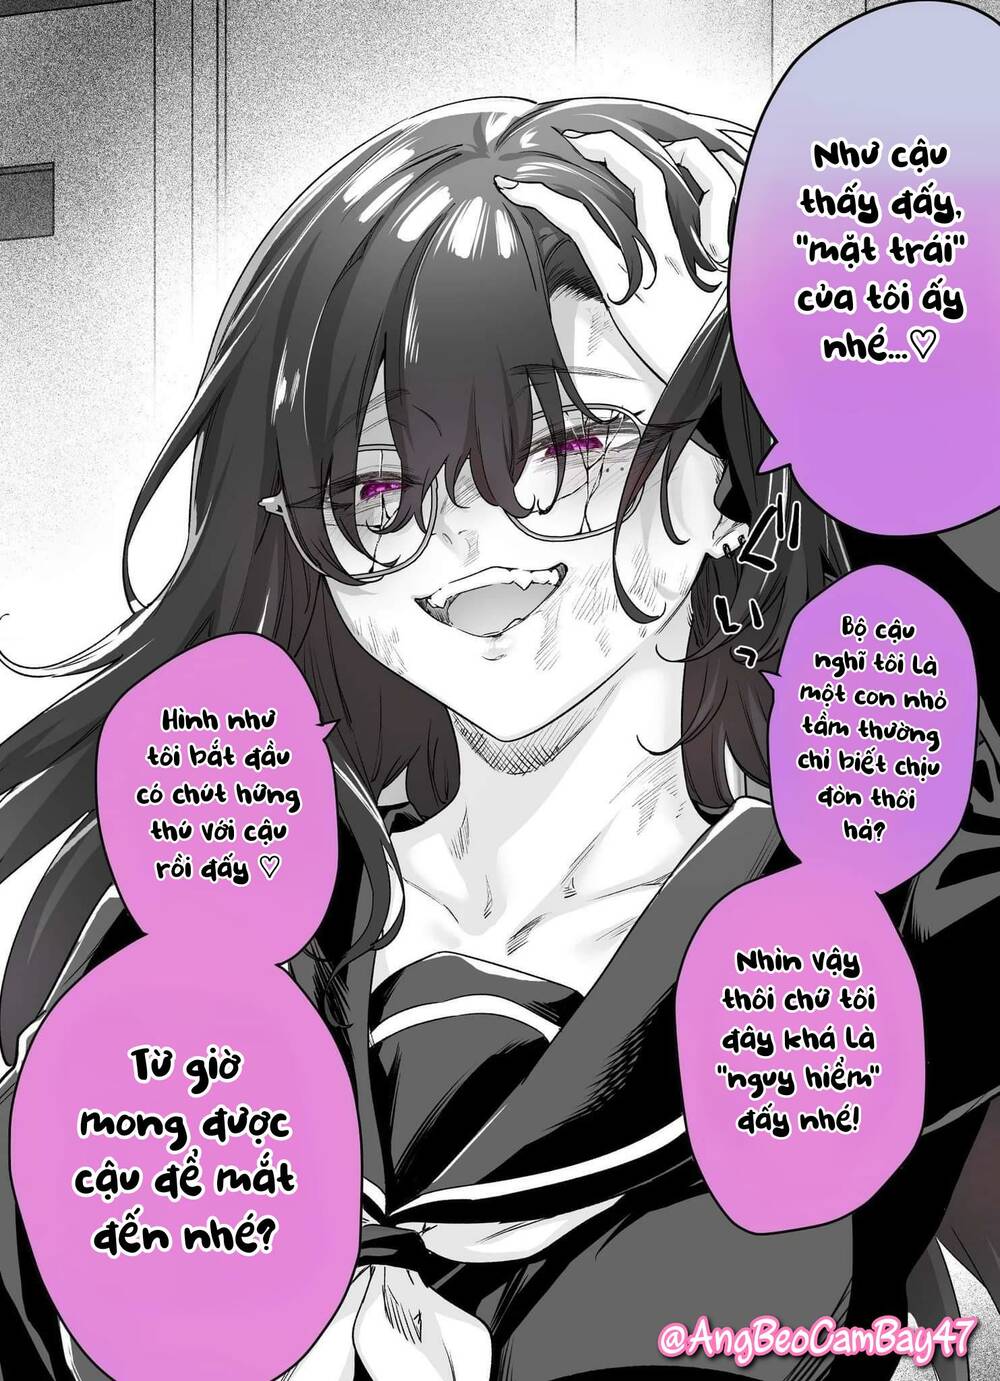 Như cậu
thấy đấy,
"mặt trái"
của tôi ấy
nhé...♡
Bộ cậu
nghĩ tôi là
một con nhỏ
tầm thường
chỉ biết chịu
đòn thôi
hả?
Nhìn vậy
thôi chứ tôi
đây khá là
"nguy hiểm"
đấy nhé!
Hình như
tôi bắt đầu
có chút hứng
thú với cậu
rồi đấy ♡
Từ giờ
mong được
cậu để mắt
đến nhé?
@AngBeoCamBay47